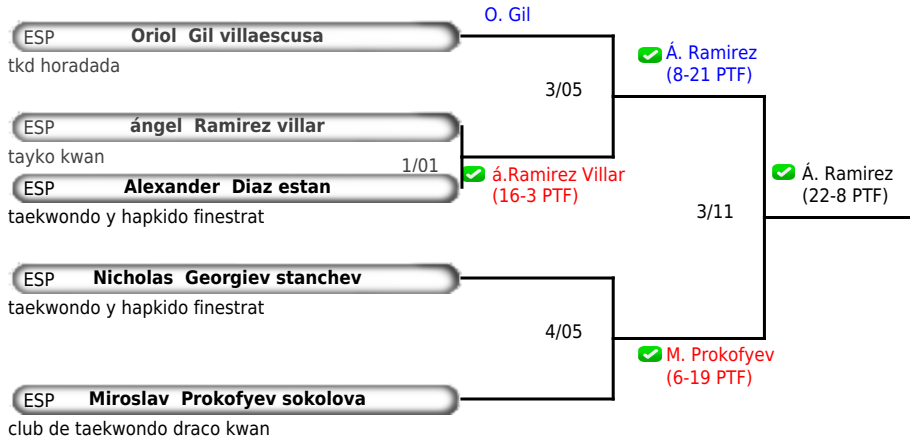 O. Gil
ESP Oriol Gil villaescusa
tkd horadada
Á. Ramirez
(8-21 PTF)
3/05
ESP ángel Ramirez villar
tayko kwan
1/01
á.Ramirez Villar
(16-3 PTF)
Á. Ramirez
(22-8 PTF)
ESP Alexander Diaz estan
taekwondo y hapkido finestrat
3/11
ESP Nicholas Georgiev stanchev
taekwondo y hapkido finestrat
4/05
M. Prokofyev
(6-19 PTF)
ESP Miroslav Prokofyev sokolova
club de taekwondo draco kwan